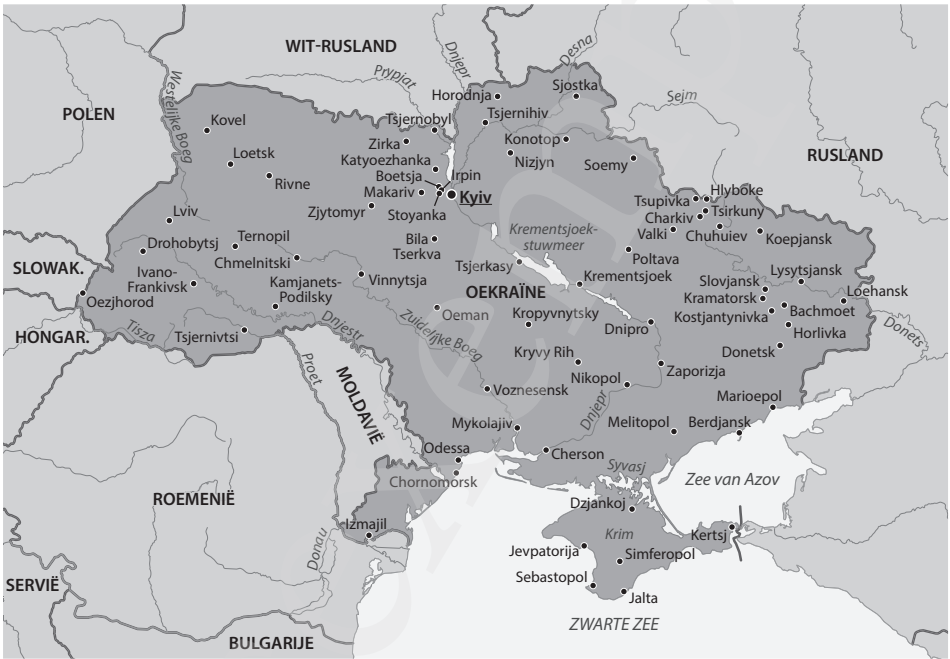 WIT-RUSLAND
Dnjepr
Desna
Prypjat
Horodnja
Sjostka
Sejm
Westelijke Boeg
POLEN
Kovel
Tsjernobyl
Tsjernihiv
Zirka
Konotop
Loetsk
Katyoezhanka
Nizjyn
Soemy
RUSLAND
Rivne
Boetsja
Irpin
Makariv
Kyiv
Hlyboke
Tsupivka
Zjytomyr
Stoyanka
Tsirkuny
Lviv
Charkiv
Valki
Chuhuiev
Koepjansk
Krementsjoek-
stuwmeer
Bila
Tserkva
Drohobytsj
Ternopil
Chmelnitski
Poltava
SLOWAK.
Ivano-
Frankivsk
Vinnytsja
Tsjerkasy
Krementsjoek
Slovjansk
Lysytsjansk
Kamjanets-
Podilsky
OEKRAÏNE
Kramatorsk
Loehansk
Oezjhorod
Oeman
Kropyvnytsky
Kostjantynivka
Bachmoet
HONGAR.
Tisza
Tsjernivtsi
Dnjestr
Zuidelijke Boeg
Dnipro
Horlivka
Donets
Kryvy Rih
Donetsk
Proet
MOLDAVIË
Nikopol
Zaporizja
Voznesensk
Dnjepr
Marioepol
Mykolajiv
Melitopol
Berdjansk
Odessa
Cherson
Chornomorsk
Syvasj
Zee van Azov
ROEMENIË
Dzjankoj
Izmajil
Krim
Kertsj
Donau
Jevpatorija
Simferopol
SERVIË
Sebastopol
Jalta
ZWARTE ZEE
BULGARIJE